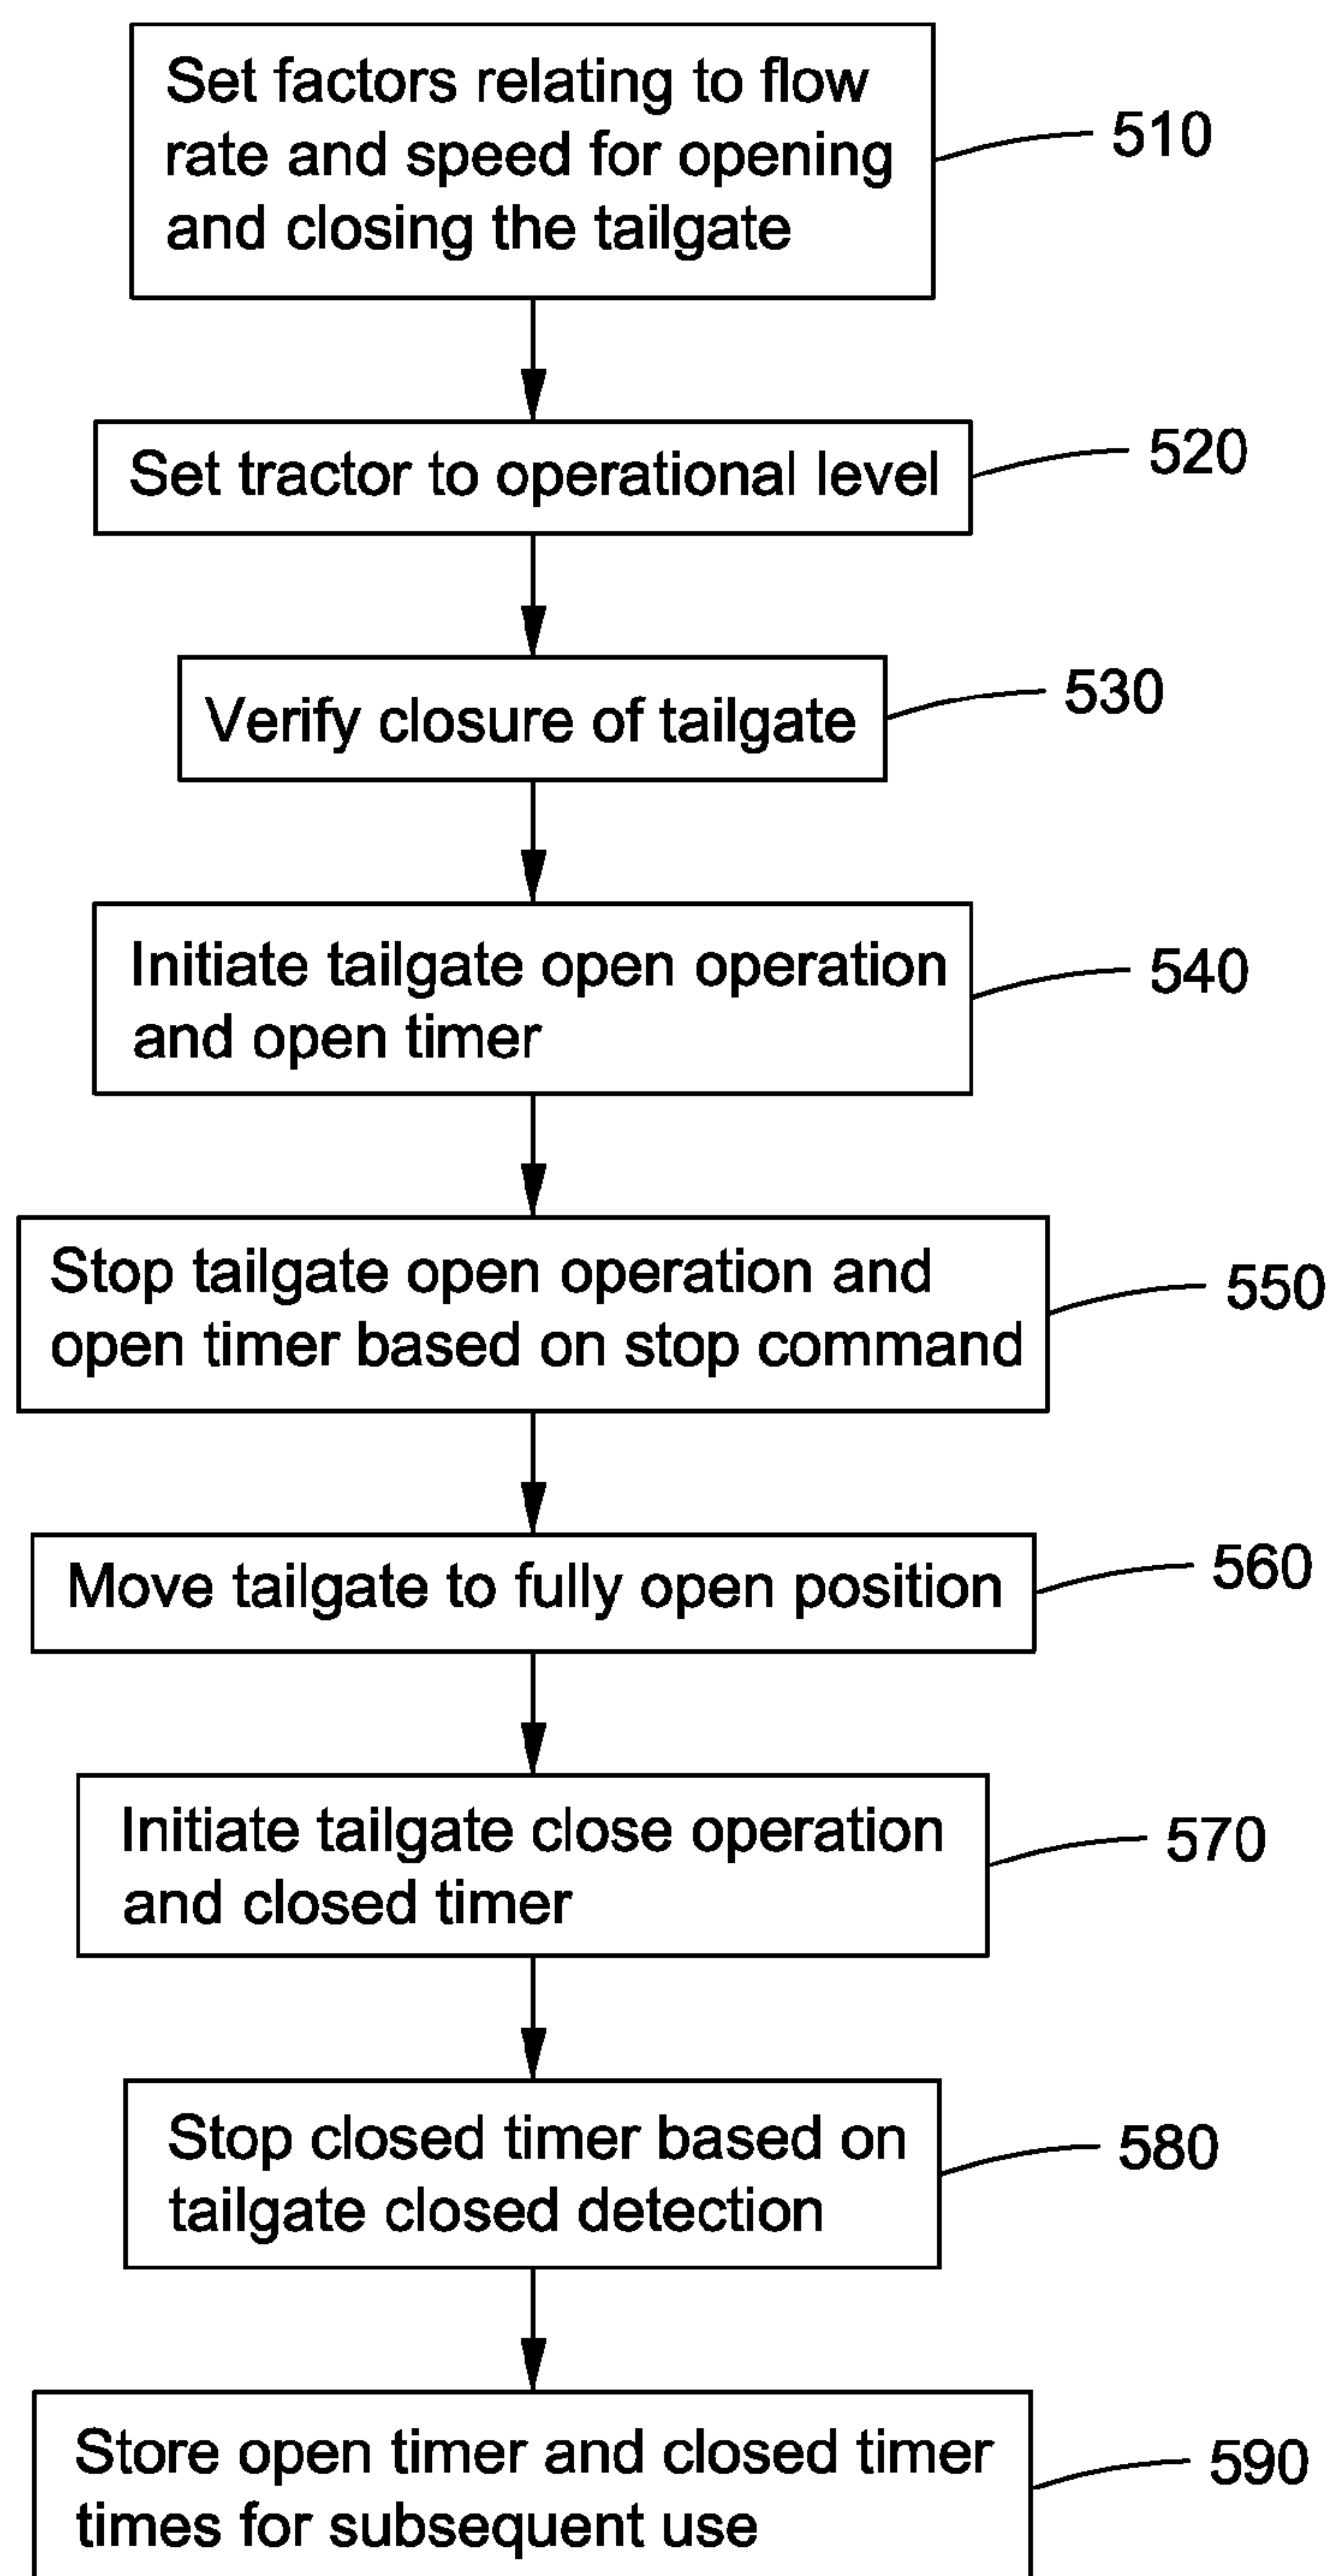 Set factors relating to flow
rate and speed for opening
and closing the tailgate
510
Set tractor to operational level
520
Verify closure of tailgate
530
Initiate tailgate open operation
and open timer
540
Stop tailgate open operation and
open timer based on stop command
550
Move tailgate to fully open position
560
Initiate tailgate close operation
and closed timer
570
Stop closed timer based on
tailgate closed detection
580
Store open timer and closed timer
times for subsequent use
590